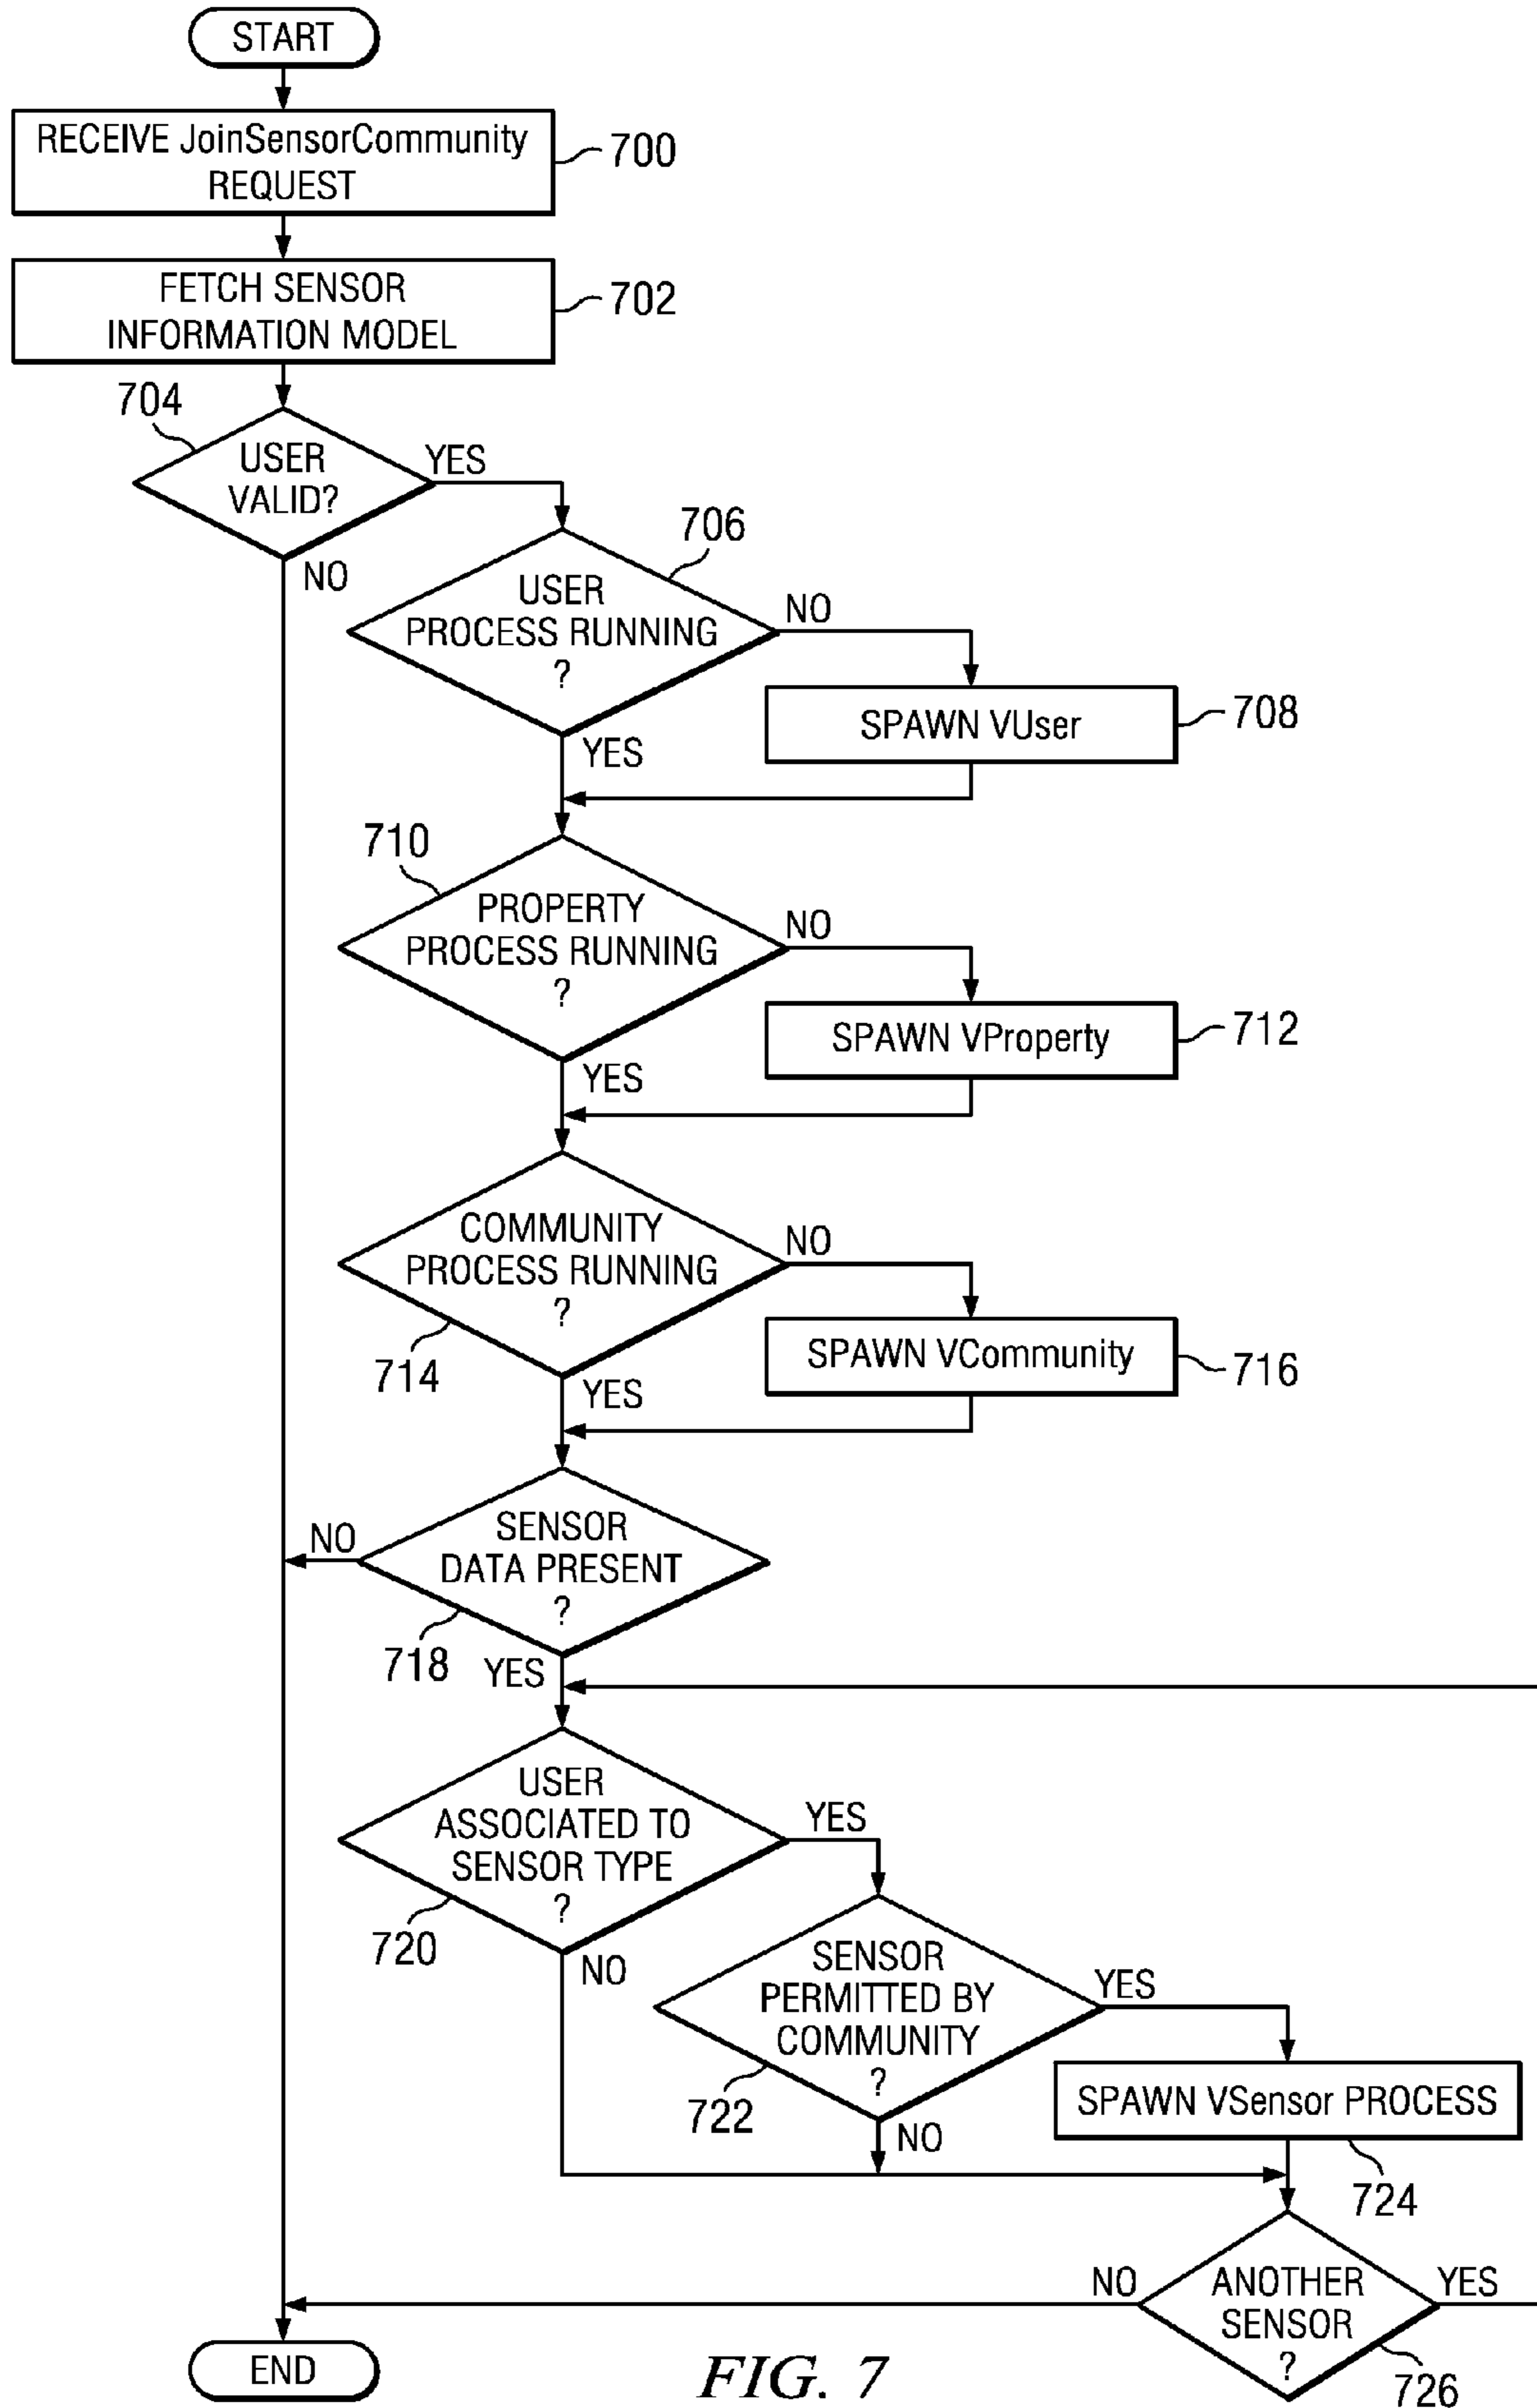 START
RECEIVE JoinSensorCommunity
REQUEST
700
FETCH SENSOR
INFORMATION MODEL
702
704
USER
VALID?
YES
NO
706
USER
PROCESS RUNNING
?
NO
YES
SPAWN VUser
708
710
PROPERTY
PROCESS RUNNING
?
NO
YES
SPAWN VProperty
712
COMMUNITY
PROCESS RUNNING
?
NO
714
YES
SPAWN VCommunity
716
SENSOR
DATA PRESENT
?
NO
718
YES
USER
ASSOCIATED TO
SENSOR TYPE
?
YES
720
NO
SENSOR
PERMITTED BY
COMMUNITY
?
YES
722
NO
SPAWN VSensor PROCESS
724
ANOTHER
SENSOR
?
NO
YES
726
END
FIG. 7